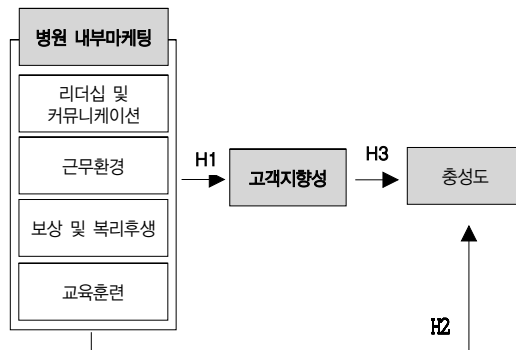 병원 내부마케팅
리더십 및
커뮤니케이션
근무환경
보상 및 복리후생
교육훈련
H1
고객지향성
H3
충성도
H2